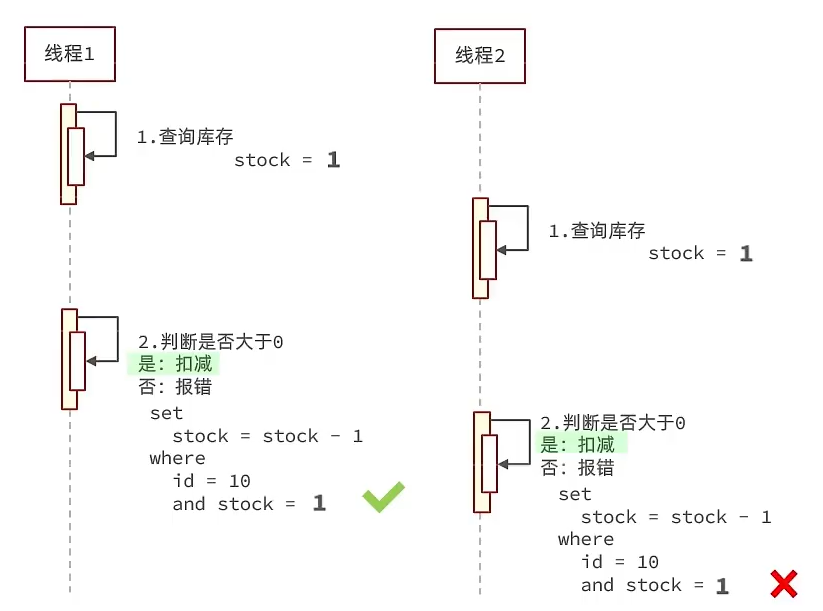 线程1
1.查询库存
stock = 1
2.判断是否大于0
是：扣减
否：报错
set
stock = stock - 1
where
id = 10
and stock = 1
线程2
1.查询库存
stock = 1
2.判断是否大于0
是：扣减
否：报错
set
stock = stock - 1
where
id = 10
and stock = 1